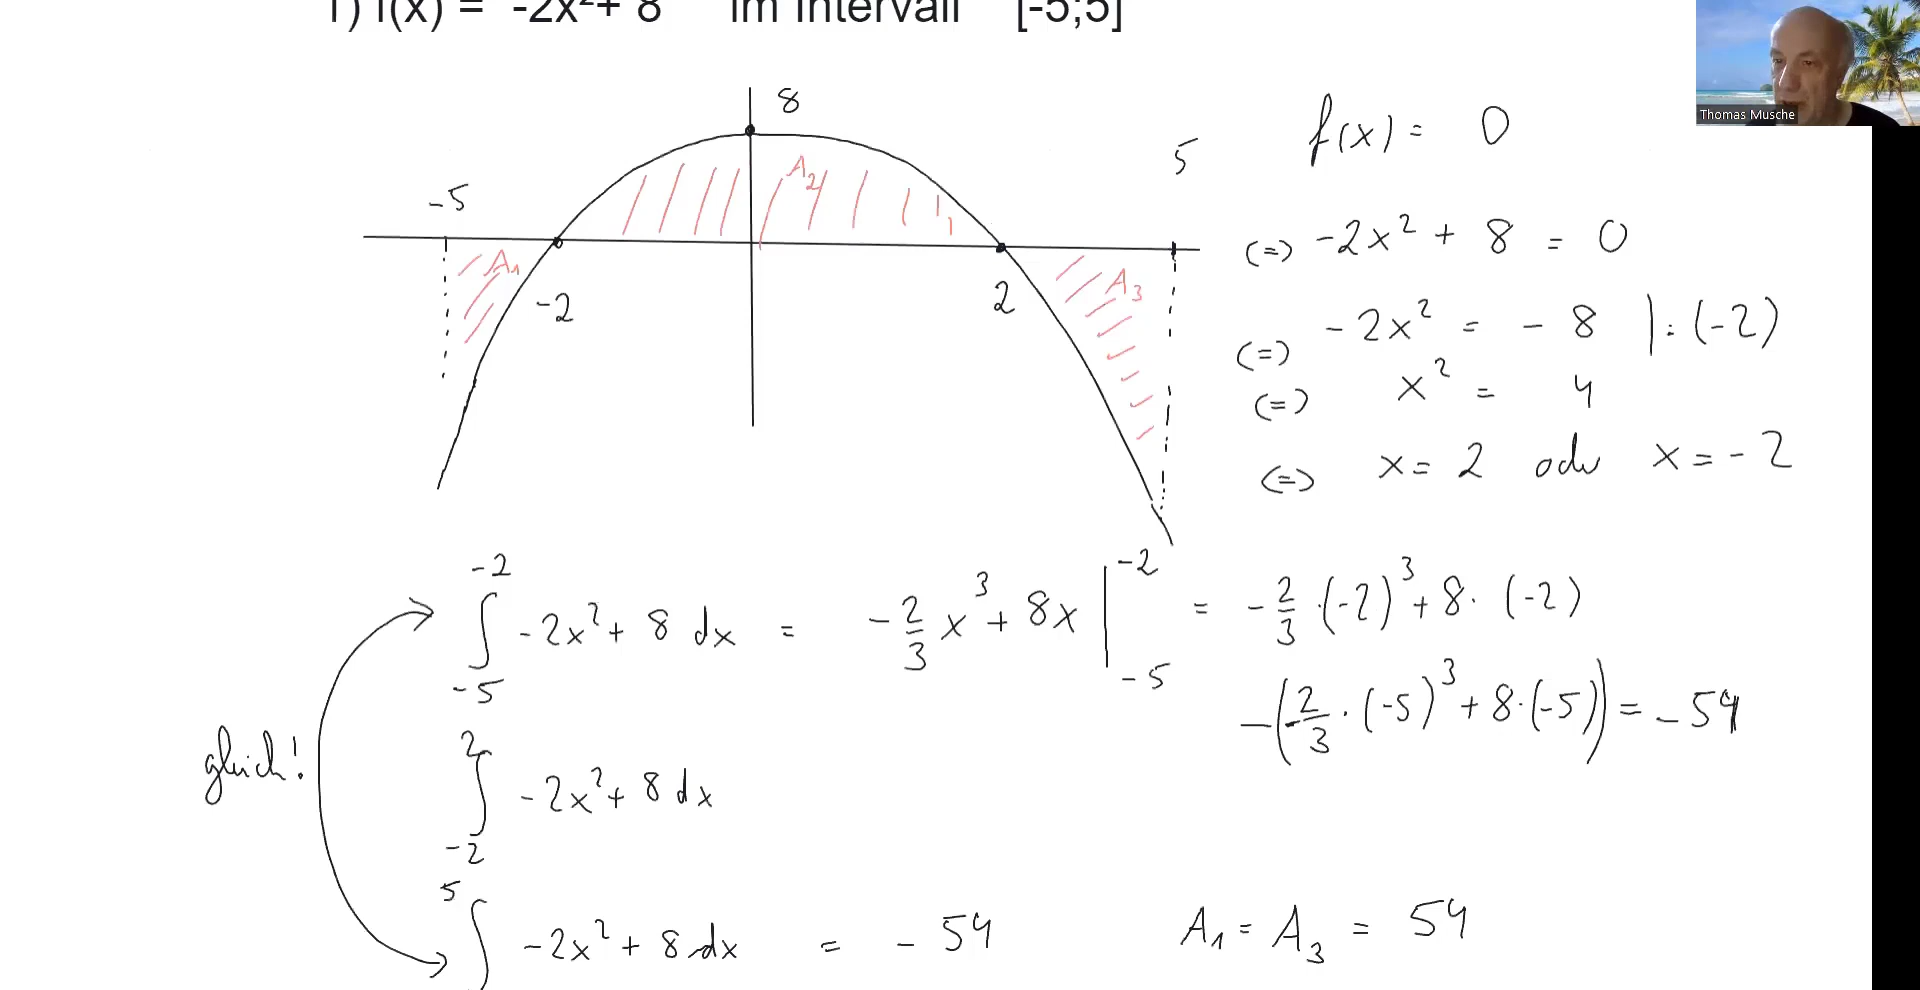 f) f(x) = -2x²+ 8 im Intervall [-5;5]
Thomas Musche
8
-5
5
A₁
A₂
A₃
-2
2
f(x) = 0
(=) -2x² + 8 = 0
(=) -2x² = -8 |:(-2)
(=) x² = 4
(=) x = 2 oder x = -2
∫₋₅⁻² -2x² + 8 dx = -2/3 x³ + 8x |₋₅⁻² = -2/3 · (-2)³ + 8 · (-2)
-(-2/3 · (-5)³ + 8 · (-5)) = -54
gleich!
∫₋₂² -2x² + 8 dx
∫⁵ -2x² + 8 dx = -54
A₁ = A₃ = 54